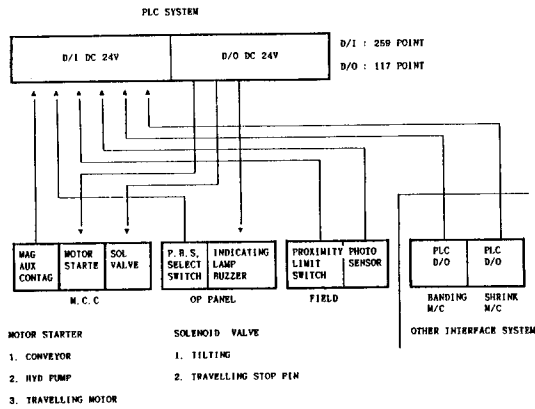 PLC SYSTEM
D/I DC 24V
D/O DC 24V
D/I : 259 POINT
D/O : 117 POINT
MAG
AUX
CONTAG
MOTOR
STARTE
SOL
VALVE
P.B.S,
SELECT
SWITCH
INDICATING
LAMP
BUZZER
PROXIMITY
LIMIT
SWITCH
PHOTO
SENSOR
PLC
D/O
PLC
D/O
M.C.C
OP PANEL
FIELD
BANDING
M/C
SHRINK
M/C
OTHER INTERFACE SYSTEM
MOTOR STARTER
1. CONVEYOR
2. HYD PUMP
3. TRAVELLING MOTOR
SOLENOID VALVE
1. TILTING
2. TRAVELLING STOP PIN